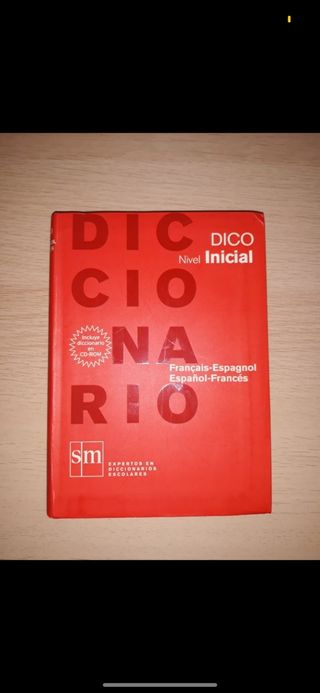 DIC
CIO
NA
RIO
DICO
Nivel Inicial
Incluye
diccionario
en
CD-ROM
Français-Espagnol
Español-Francés
sm
EXPERTOS EN
DICCIONARIOS
ESCOLARES